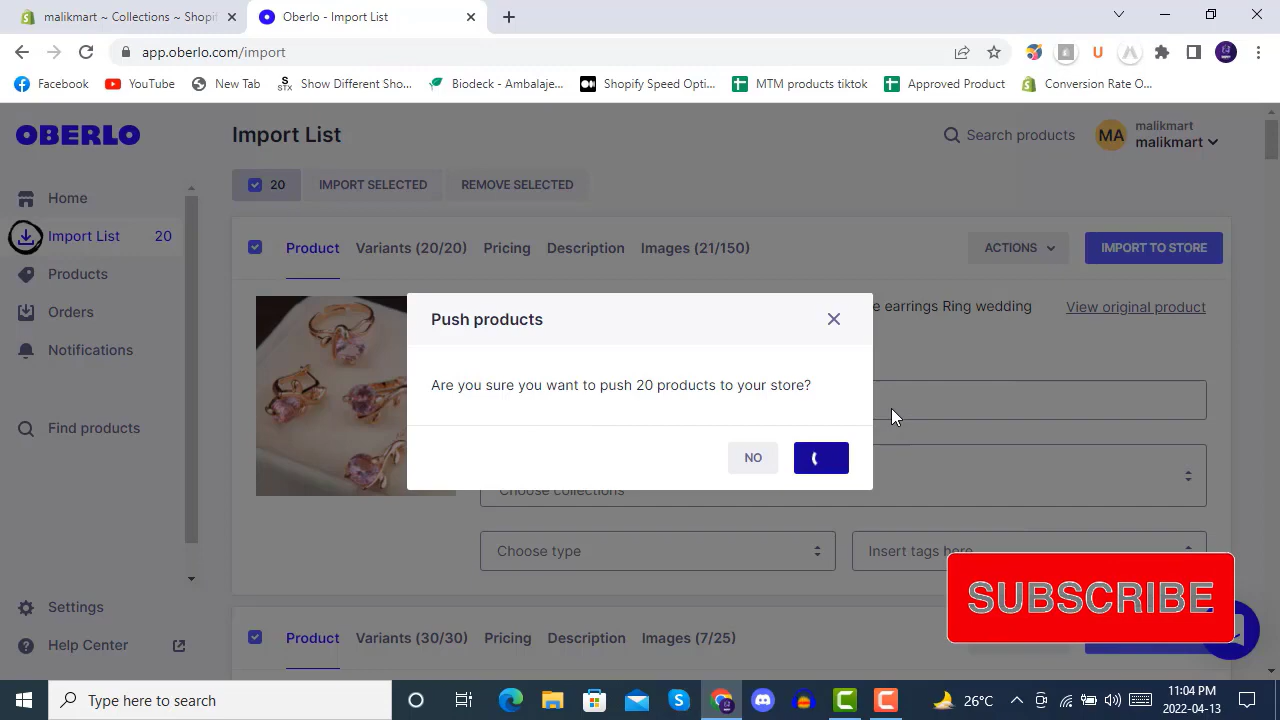 malikmart ~ Collections ~ Shopif
Oberlo - Import List
app.oberlo.com/import
Facebook
YouTube
New Tab
STX
Show Different Sho...
Biodeck - Ambalaje...
Shopify Speed Opti...
MTM products tiktok
Approved Product
Conversion Rate O...
OBERLO
Import List
Search products
MA
malikmart
malikmart
20
IMPORT SELECTED
REMOVE SELECTED
Home
Import List 20
Products
Orders
Notifications
Find products
Settings
Help Center
Product
Variants (20/20)
Pricing
Description
Images (21/150)
ACTIONS
IMPORT TO STORE
e earrings Ring wedding
View original product
Push products
Are you sure you want to push 20 products to your store?
NO
Choose collections
Choose type
Insert tags here
SUBSCRIBE
Product
Variants (30/30)
Pricing
Description
Images (7/25)
Type here to search
26°C
11:04 PM
2022-04-13